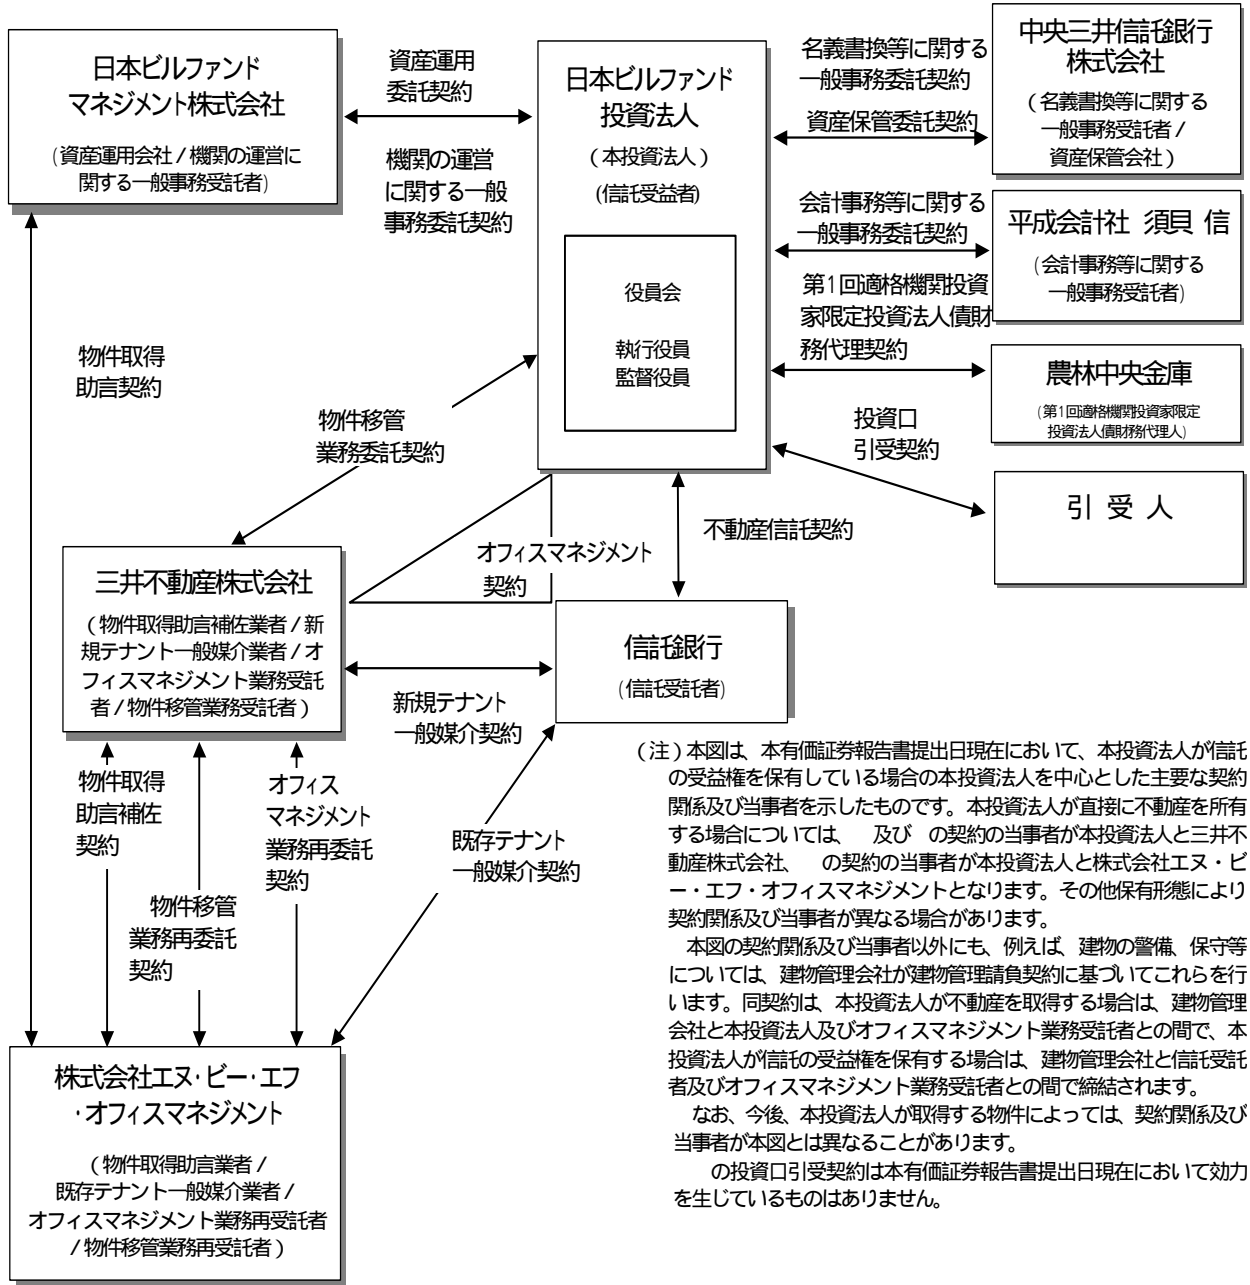 日本ビルファンド
マネジメント株式会社
(資産運用会社/機関の運営に
関する一般事務受託者)
資産運用
委託契約
機関の運営
に関する一般
事務委託契約
日本ビルファンド
投資法人
(本投資法人)
(信託受益者)
役員会
執行役員
監督役員
名義書換等に関する
一般事務委託契約
資産保管委託契約
中央三井信託銀行
株式会社
(名義書換等に関する
一般事務受託者/
資産保管会社)
会計事務等に関する
一般事務委託契約
平成会計社 須貝 信
(会計事務等に関する
一般事務受託者)
第1回適格機関投資
家限定投資法人債財
務代理契約
農林中央金庫
(第1回適格機関投資家限定
投資法人債財務代理人)
投資口
引受契約
引 受 人
物件取得
助言契約
物件移管
業務委託契約
オフィスマネジメント
契約
不動産信託契約
三井不動産株式会社
(物件取得助言補佐業者/新
規テナント一般媒介業者/オ
フィスマネジメント業務受託
者/物件移管業務受託者)
信託銀行
(信託受託者)
新規テナント
一般媒介契約
物件取得
助言補佐
契約
物件移管
業務再委託
契約
オフィス
マネジメント
業務再委託
契約
既存テナント
一般媒介契約
株式会社エヌ・ビー・エフ
・オフィスマネジメント
(物件取得助言業者/
既存テナント一般媒介業者/
オフィスマネジメント業務再受託者
/物件移管業務再受託者)
(注)本図は、本有価証券報告書提出日現在において、本投資法人が信託
の受益権を保有している場合の本投資法人を中心とした主要な契約
関係及び当事者を示したものです。本投資法人が直接に不動産を所有
する場合については、 及び の契約の当事者が本投資法人と三井不
動産株式会社、 の契約の当事者が本投資法人と株式会社エヌ・ビ
ー・エフ・オフィスマネジメントとなります。その他保有形態により
契約関係及び当事者が異なる場合があります。
本図の契約関係及び当事者以外にも、例えば、建物の警備、保守等
については、建物管理会社が建物管理請負契約に基づいてこれらを行
います。同契約は、本投資法人が不動産を取得する場合は、建物管理
会社と本投資法人及びオフィスマネジメント業務受託者との間で、本
投資法人が信託の受益権を保有する場合は、建物管理会社と信託受託
者及びオフィスマネジメント業務受託者との間で締結されます。
なお、今後、本投資法人が取得する物件によっては、契約関係及び
当事者が本図とは異なることがあります。
の投資口引受契約は本有価証券報告書提出日現在において効力
を生じているものはありません。